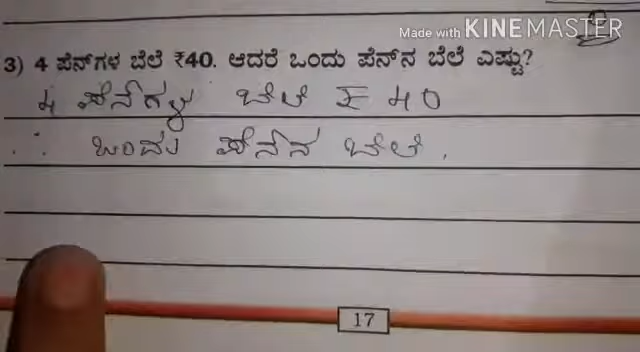 Made with KINEMASTER
3) 4 ಪೆನ್‌ಗಳ ಬೆಲೆ ₹40. ಆದರೆ ಒಂದು ಪೆನ್‌ನ ಬೆಲೆ ಎಷ್ಟು?
4 ಪೆನ್‌ಗಳ ಬೆಲೆ ₹ 40
∴ ಒಂದು ಪೆನ್‌ನ ಬೆಲೆ .
17